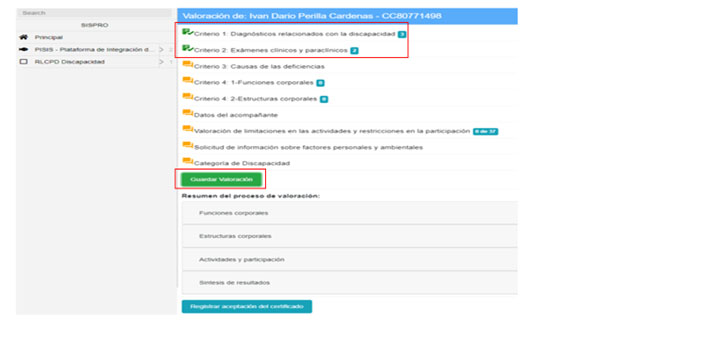 Search
SISPRO
Principal
PISIS - Plataforma de Integración d...
RLCPD Discapacidad
Valoración de: Ivan Dario Perilla Cardenas - CC80771498
Criterio 1: Diagnósticos relacionados con la discapacidad 3
Criterio 2: Exámenes clínicos y paraclínicos 2
Criterio 3: Causas de las deficiencias
Criterio 4: 1-Funciones corporales 0
Criterio 4: 2-Estructuras corporales 0
Datos del acompañante
Valoración de limitaciones en las actividades y restricciones en la participación 0 de 37
Solicitud de información sobre factores personales y ambientales
Categoría de Discapacidad
Guardar Valoración
Resumen del proceso de valoración:
Funciones corporales
Estructuras corporales
Actividades y participación
Síntesis de resultados
Registrar aceptación del certificado